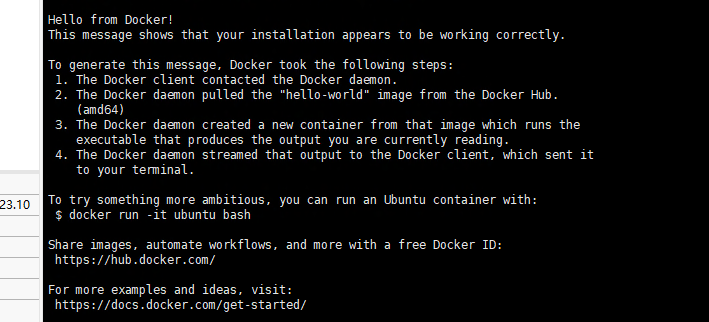 Hello from Docker!
This message shows that your installation appears to be working correctly.
To generate this message, Docker took the following steps:
1. The Docker client contacted the Docker daemon.
2. The Docker daemon pulled the "hello-world" image from the Docker Hub.
(amd64)
3. The Docker daemon created a new container from that image which runs the
executable that produces the output you are currently reading.
4. The Docker daemon streamed that output to the Docker client, which sent it
to your terminal.
23.10
To try something more ambitious, you can run an Ubuntu container with:
$ docker run -it ubuntu bash
Share images, automate workflows, and more with a free Docker ID:
https://hub.docker.com/
For more examples and ideas, visit:
https://docs.docker.com/get-started/